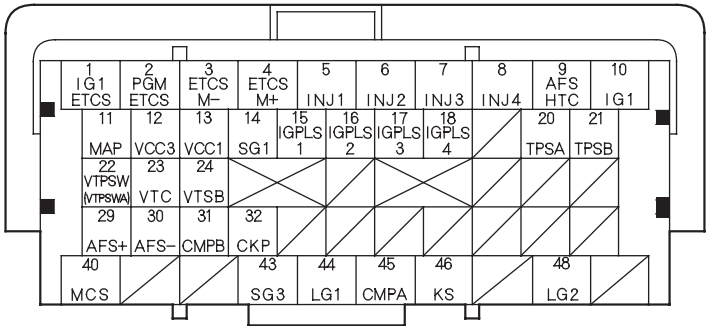 1 2 3 4 5 6 7 8 9 10
IG1 PGM ETCS ETCS INJ1 INJ2 INJ3 INJ4 AFS IG1
ETCS ETCS M− M+ HTC
11 12 13 14 15 16 17 18 20 21
MAP VCC3 VCC1 SG1 IGPLS IGPLS IGPLS IGPLS TPSA TPSB
1 2 3 4
22 23 24
VTPSW VTC VTSB
(VTPSWA)
29 30 31 32
AFS+ AFS− CMPB CKP
40 43 44 45 46 48
MCS SG3 LG1 CMPA KS LG2